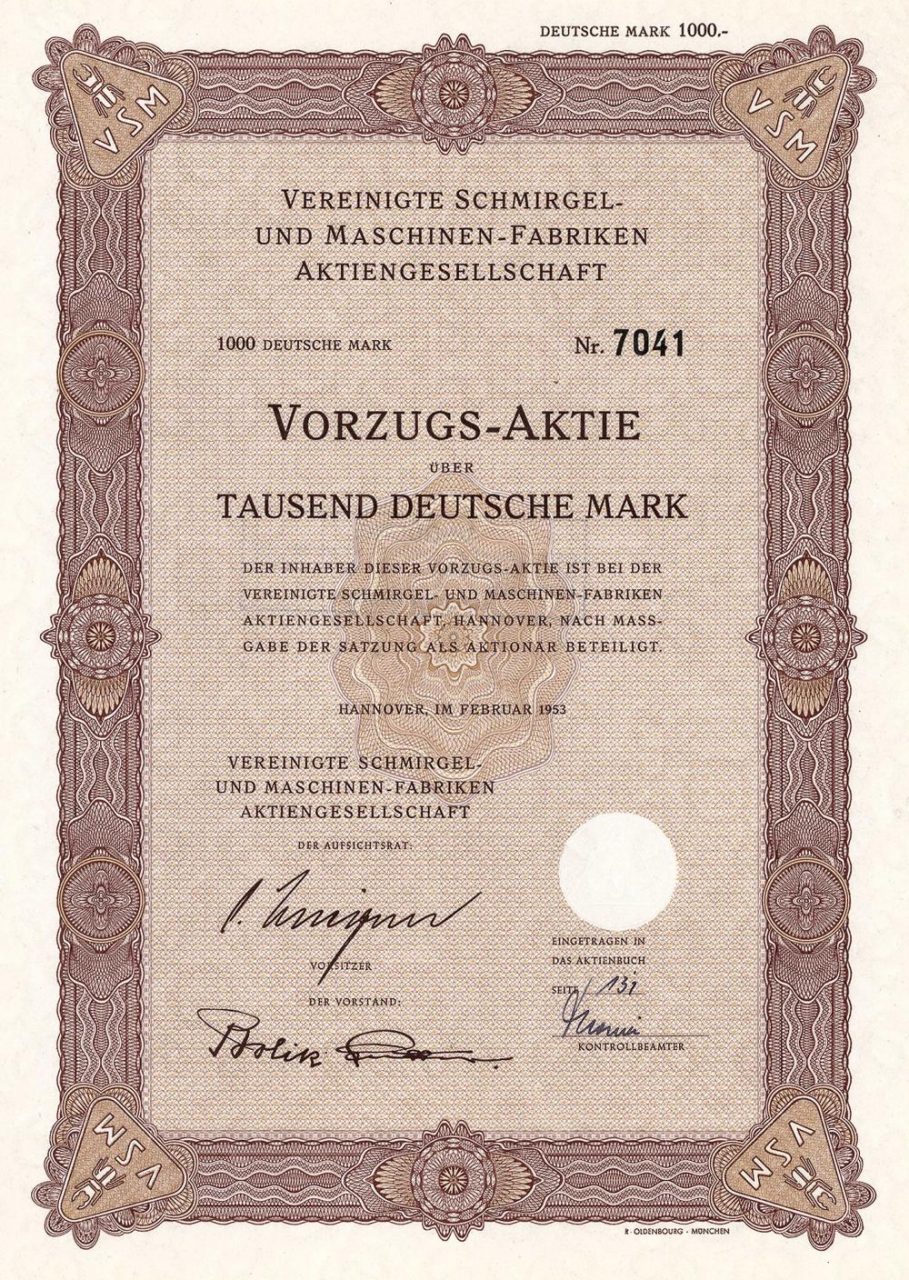 DEUTSCHE MARK 1000.-
VSM
VSM
VEREINIGTE SCHMIRGEL-
UND MASCHINEN-FABRIKEN
AKTIENGESELLSCHAFT
1000 DEUTSCHE MARK
Nr. 7041
VORZUGS-AKTIE
ÜBER
TAUSEND DEUTSCHE MARK
DER INHABER DIESER VORZUGS-AKTIE IST BEI DER
VEREINIGTE SCHMIRGEL- UND MASCHINEN-FABRIKEN
AKTIENGESELLSCHAFT, HANNOVER, NACH MASS-
GABE DER SATZUNG ALS AKTIONÄR BETEILIGT.
HANNOVER, IM FEBRUAR 1953
VEREINIGTE SCHMIRGEL-
UND MASCHINEN-FABRIKEN
AKTIENGESELLSCHAFT
DER AUFSICHTSRAT:
VORSITZER
DER VORSTAND:
Bolik
EINGETRAGEN IN
DAS AKTIENBUCH
SEITE 131
KONTROLLBEAMTER
VSM
VSM
R. OLDENBOURG - MÜNCHEN